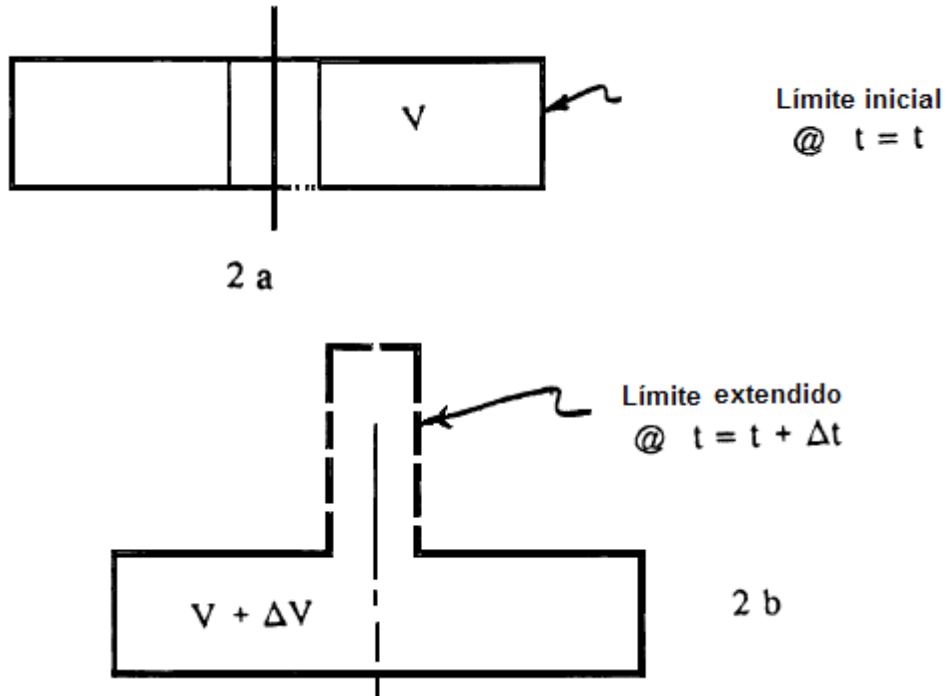 V
Límite inicial
@ t = t
2 a
Límite extendido
@ t = t + Δt
V + ΔV
2 b